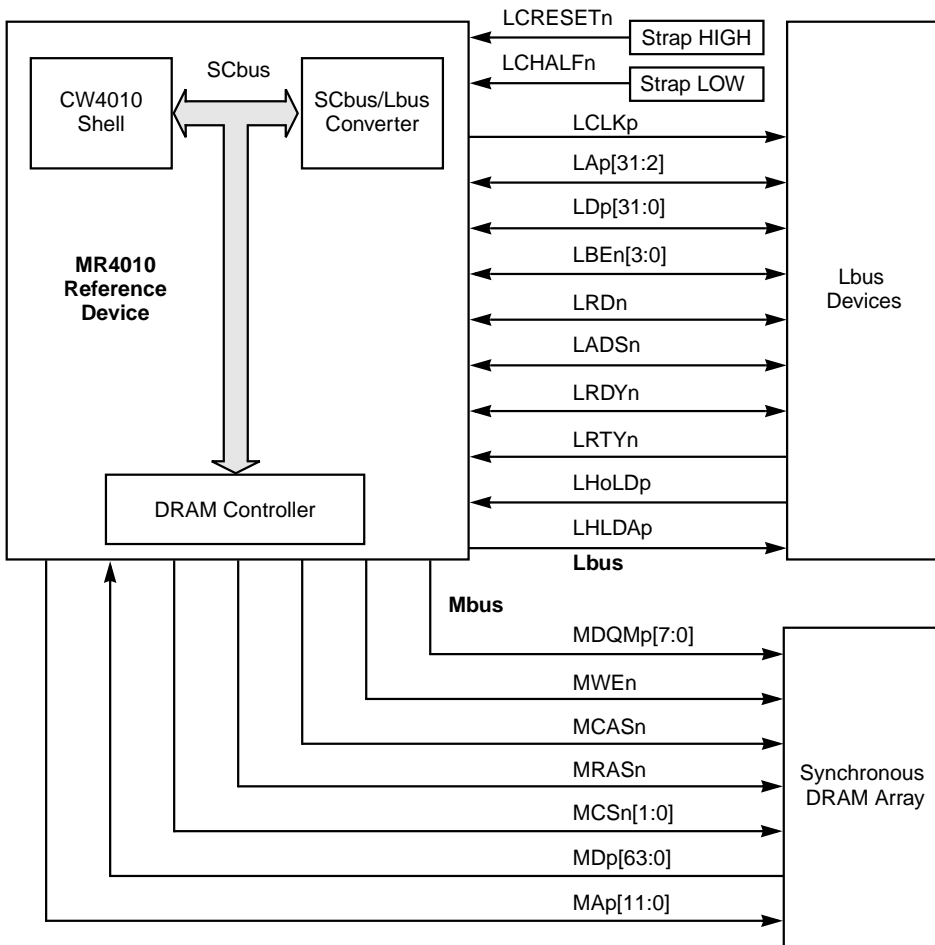 LCRESETn
Strap HIGH
SCbus
LCHALFn
Strap LOW
CW4010
Shell
SCbus/Lbus
Converter
LCLKp
LAp[31:2]
LDp[31:0]
LBEn[3:0]
MR4010
Reference
Device
Lbus
Devices
LRDn
LADSn
LRDYn
LRTYn
LHoLDp
DRAM Controller
LHLDAp
Lbus
Mbus
MDQMp[7:0]
MWEn
MCASn
MRASn
Synchronous
DRAM Array
MCSn[1:0]
MDp[63:0]
MAp[11:0]